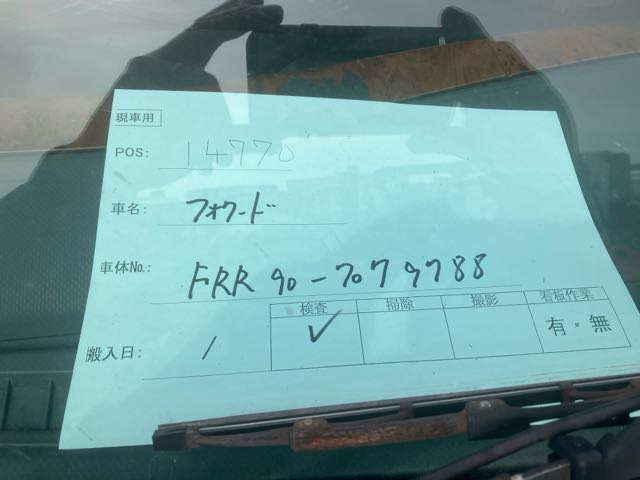 現車用
POS: 14770
車名: フォワード
車体No.: FRR90-7079788
検査 掃除 撮影 看板作業
搬入日: / ✓ 有・無